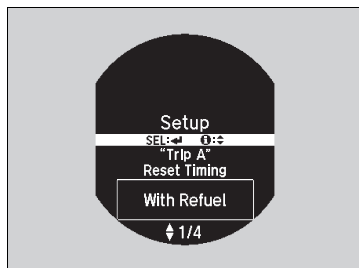 Setup
SEL:↵ ⓘ:⬍
“Trip A”
Reset Timing
With Refuel
⬍ 1/4